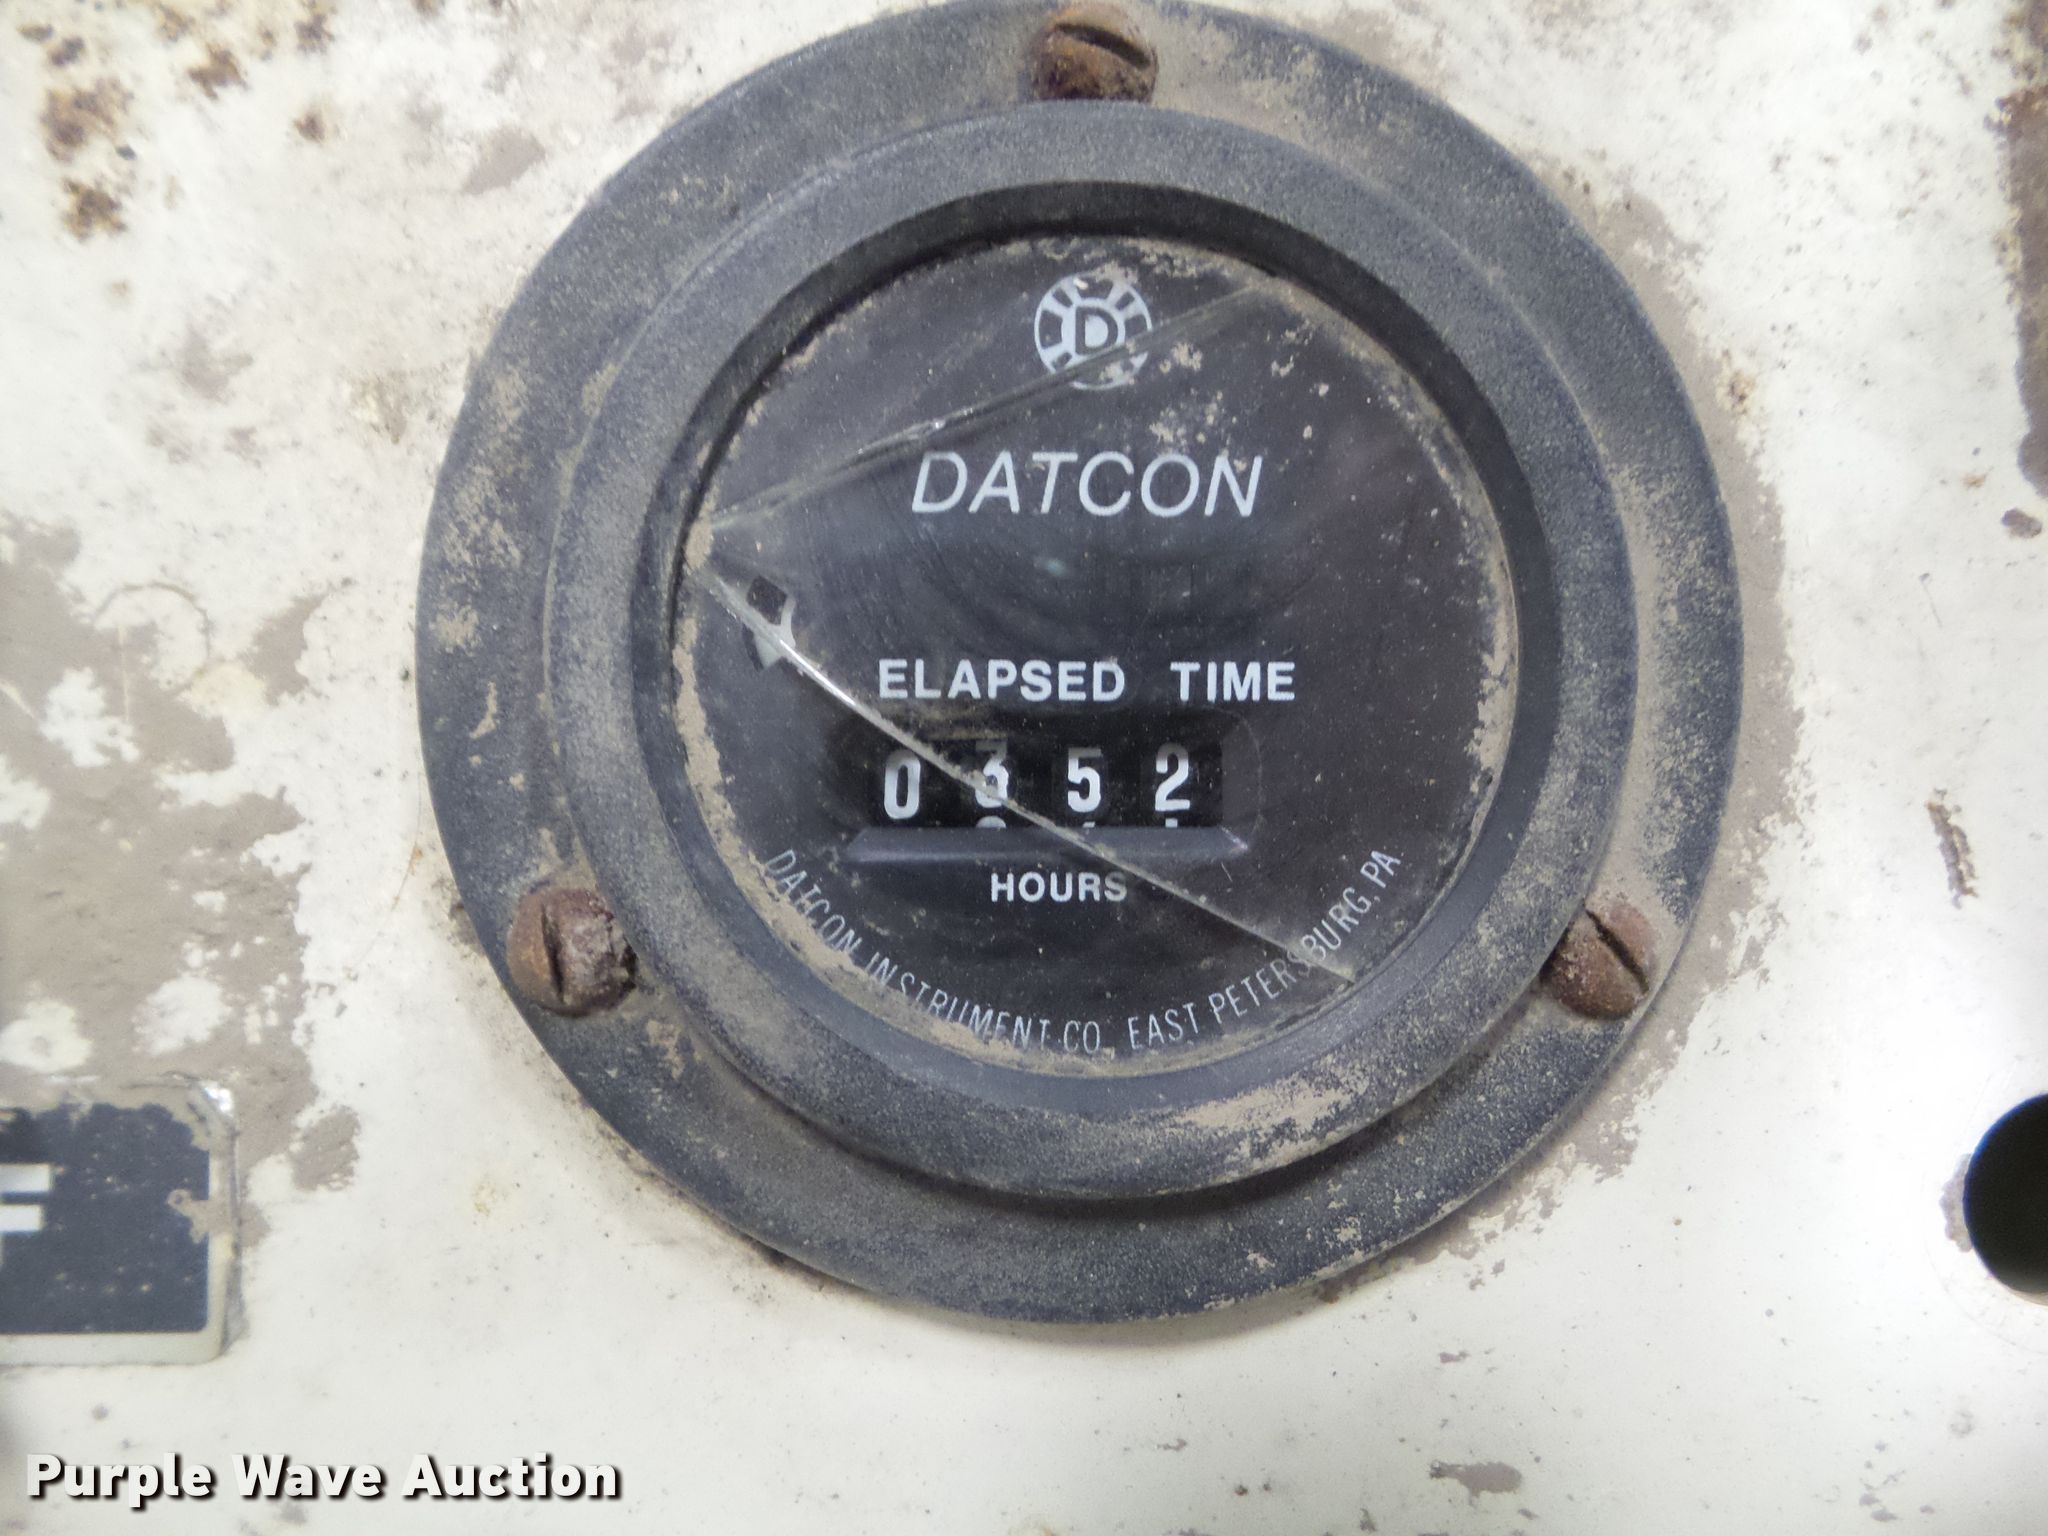 D
DATCON
ELAPSED TIME
0352
HOURS
DATCON INSTRUMENT CO. EAST PETERSBURG, PA.
Purple Wave Auction